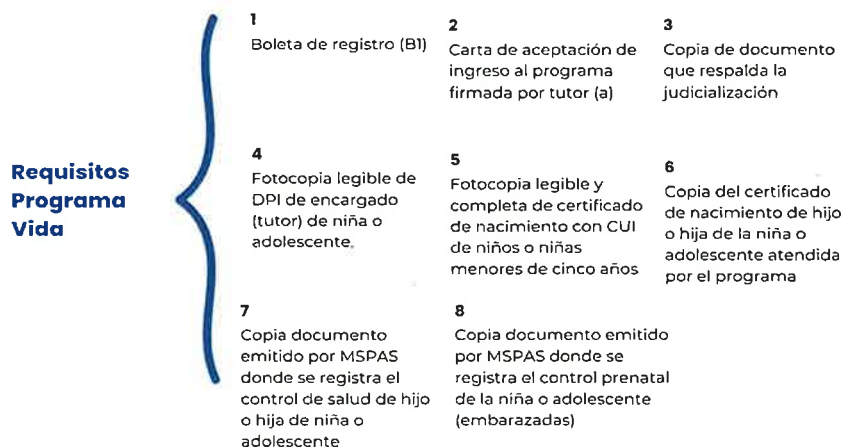 Requisitos
Programa
Vida
1
Boleta de registro (B1)
2
Carta de aceptación de
ingreso al programa
firmada por tutor (a)
3
Copia de documento
que respalda la
judicialización
4
Fotocopia legible de
DPI de encargado
(tutor) de niña o
adolescente.
5
Fotocopia legible y
completa de certificado
de nacimiento con CUI
de niños o niñas
menores de cinco años
6
Copia del certificado
de nacimiento de hijo
o hija de la niña o
adolescente atendida
por el programa
7
Copia documento
emitido por MSPAS
donde se registra el
control de salud de hijo
o hija de niña o
adolescente
8
Copia documento emitido
por MSPAS donde se
registra el control prenatal
de la niña o adolescente
(embarazadas)